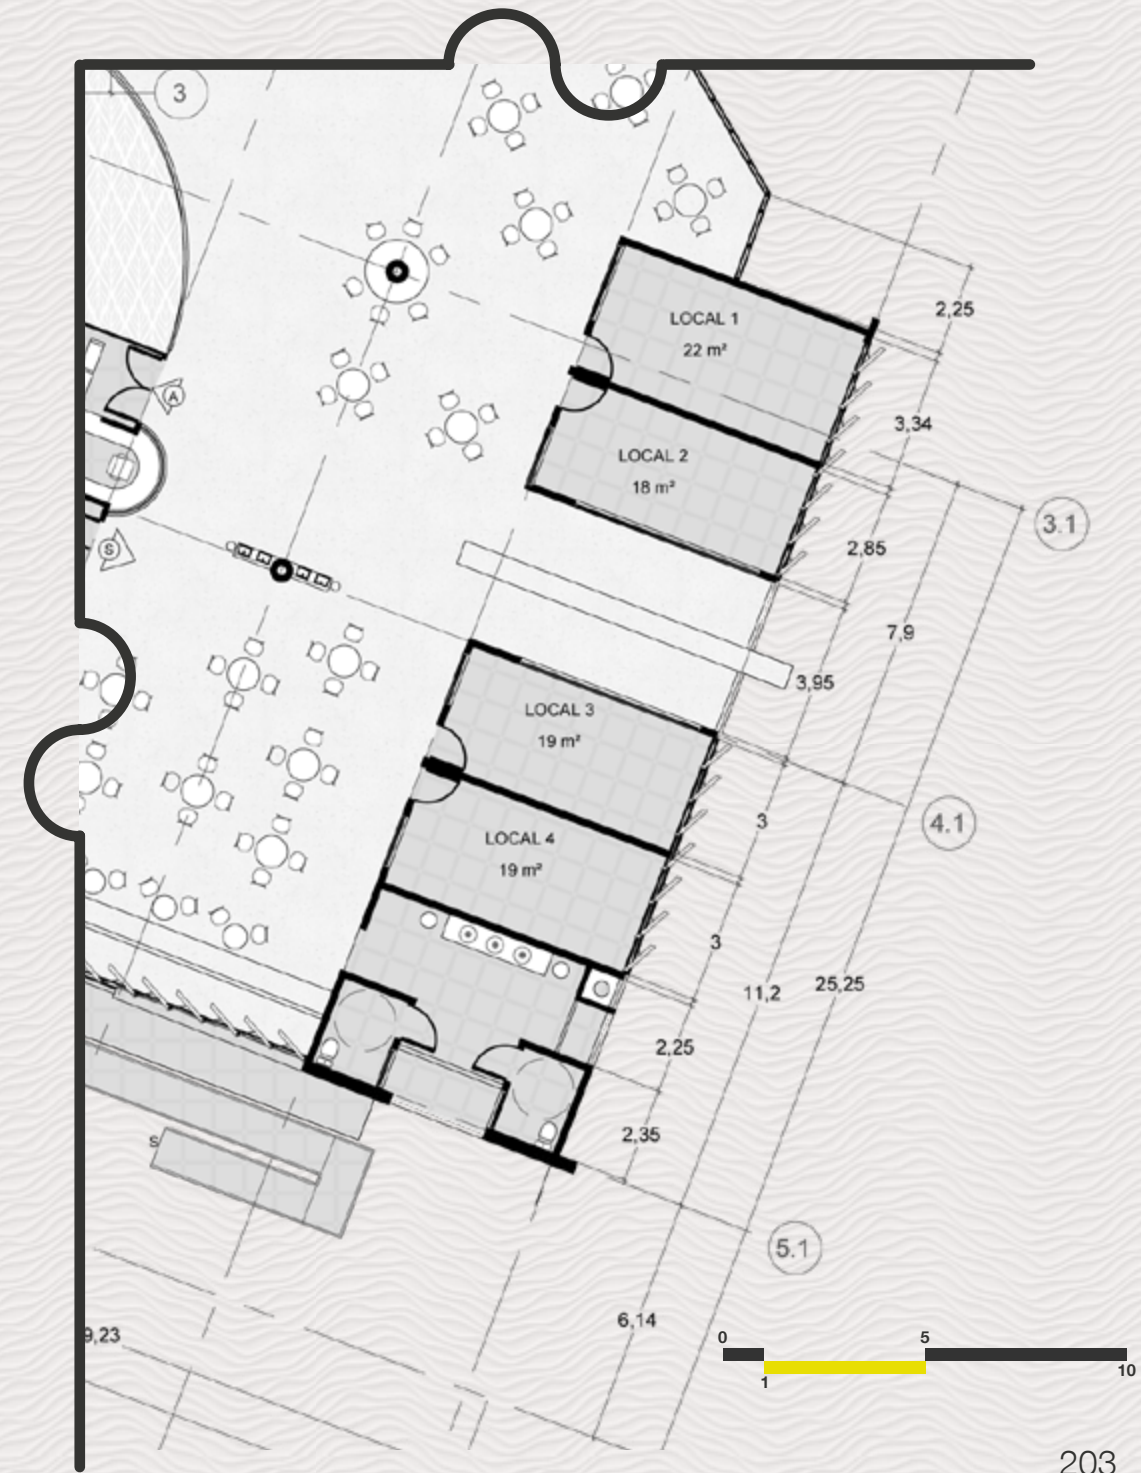 3
2,25
LOCAL 1
22 m²
3,34
LOCAL 2
18 m²
A
3.1
2,85
S
7,9
3,95
LOCAL 3
19 m²
3
4.1
LOCAL 4
19 m²
3
11,2
25,25
2,25
2,35
S
5.1
6,14
9,23
0
5
1
10
203